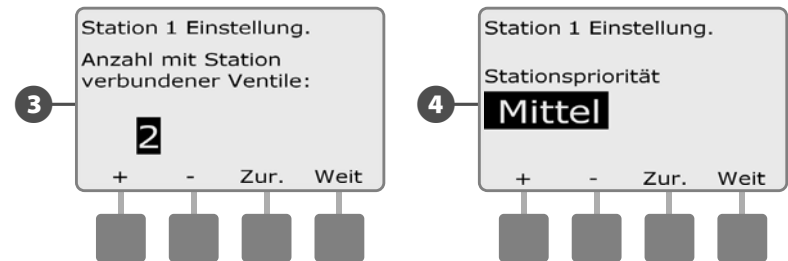 Station 1 Einstellung.
Anzahl mit Station
verbundener Ventile:
3
2
+ - Zur. Weit
Station 1 Einstellung.
Stationspriorität
4
Mittel
+ - Zur. Weit